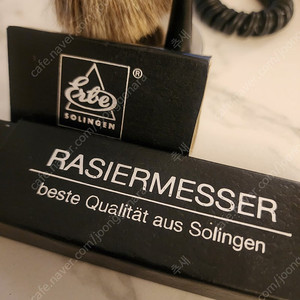 Erbe
®
SOLINGEN
RASIERMESSER
beste Qualität aus Solingen